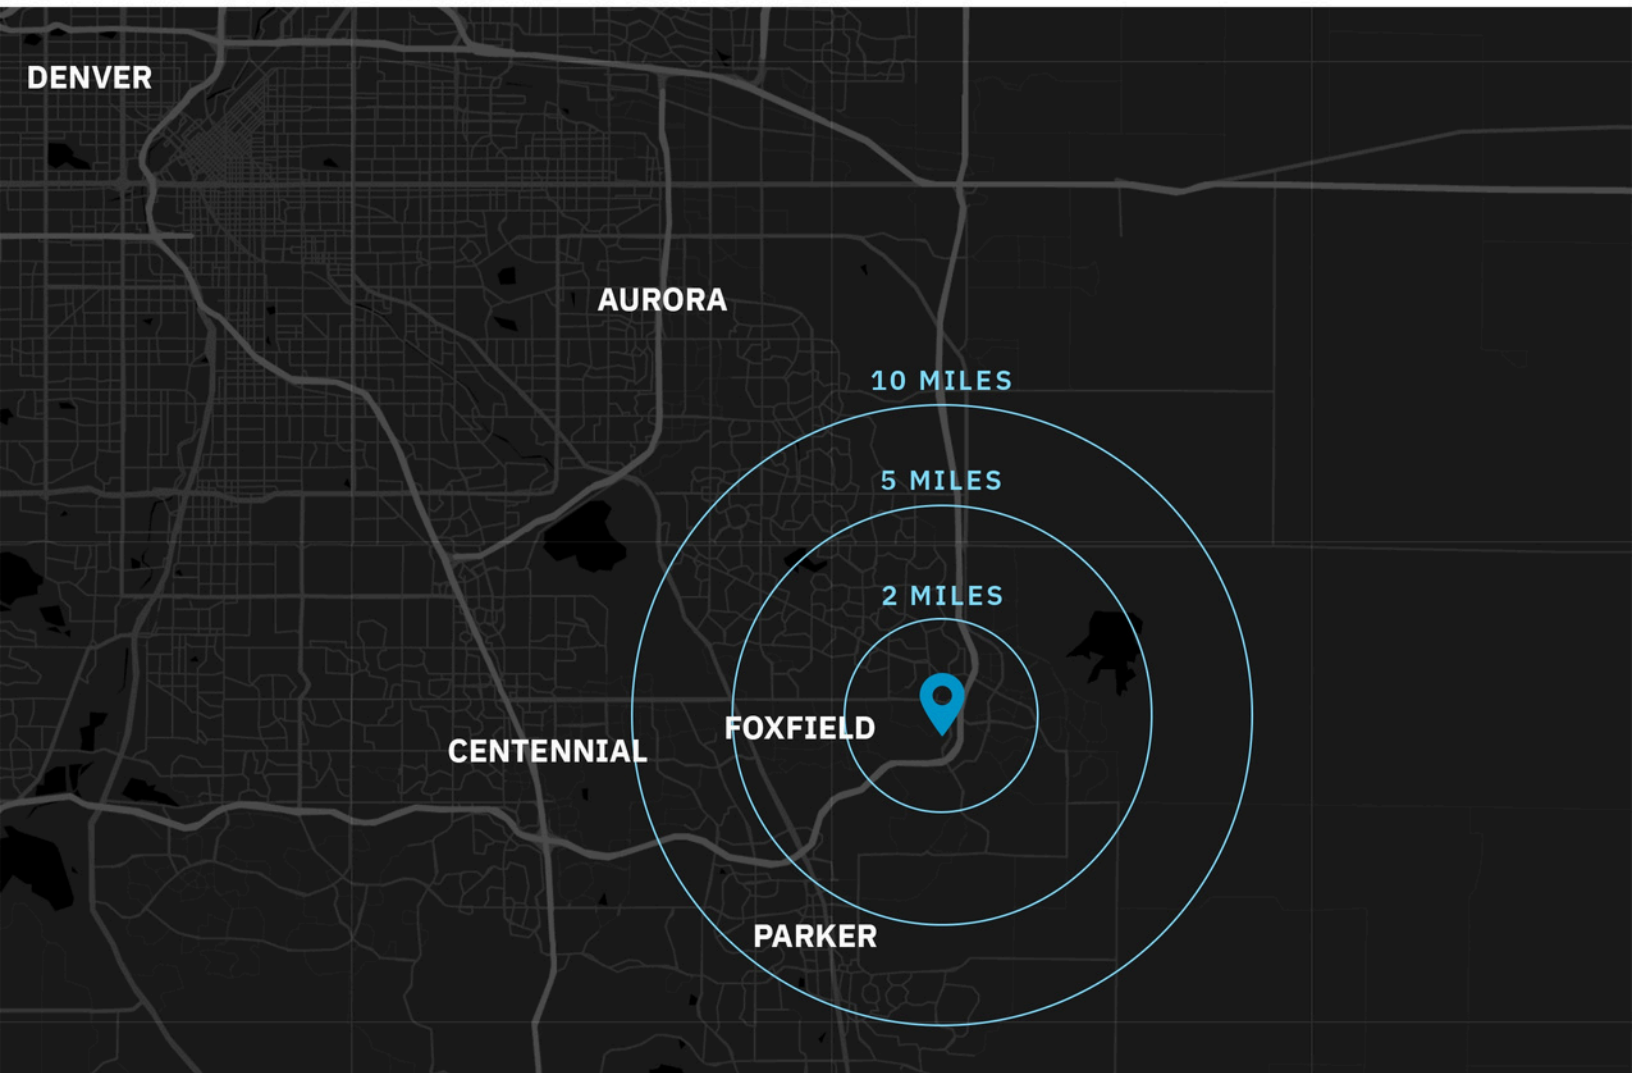 DENVER
AURORA
10 MILES
5 MILES
2 MILES
FOXFIELD
CENTENNIAL
PARKER